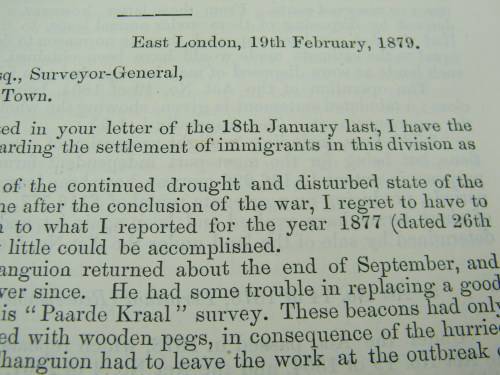 East London, 19th February, 1879.
sq., Surveyor-General,
Town.
ed in your letter of the 18th January last, I have the
arding the settlement of immigrants in this division as
of the continued drought and disturbed state of the
ne after the conclusion of the war, I regret to have to
n to what I reported for the year 1877 (dated 26th
little could be accomplished.
anguion returned about the end of September, and
ver since. He had some trouble in replacing a good
is "Paarde Kraal" survey. These beacons had only
ed with wooden pegs, in consequence of the hurrie
Changuion had to leave the work at the outbreak o